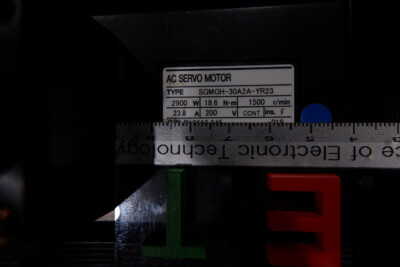 AC SERVO MOTOR
TYPE SGMGH-30A2A-YR23
2900 W 18.6 N·m 1500 r/min
23.8 A 200 V CONT ins. F
ce of Electronic Technology
T E